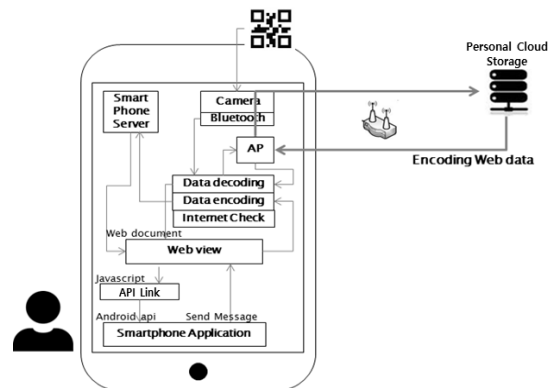 Personal Cloud
Storage
Smart
Phone
Server
Camera
Bluetooth
AP
Encoding Web data
Data decoding
Data encoding
Internet Check
Web document
Web view
Javascript
API Link
Android api
Send Message
Smartphone Application